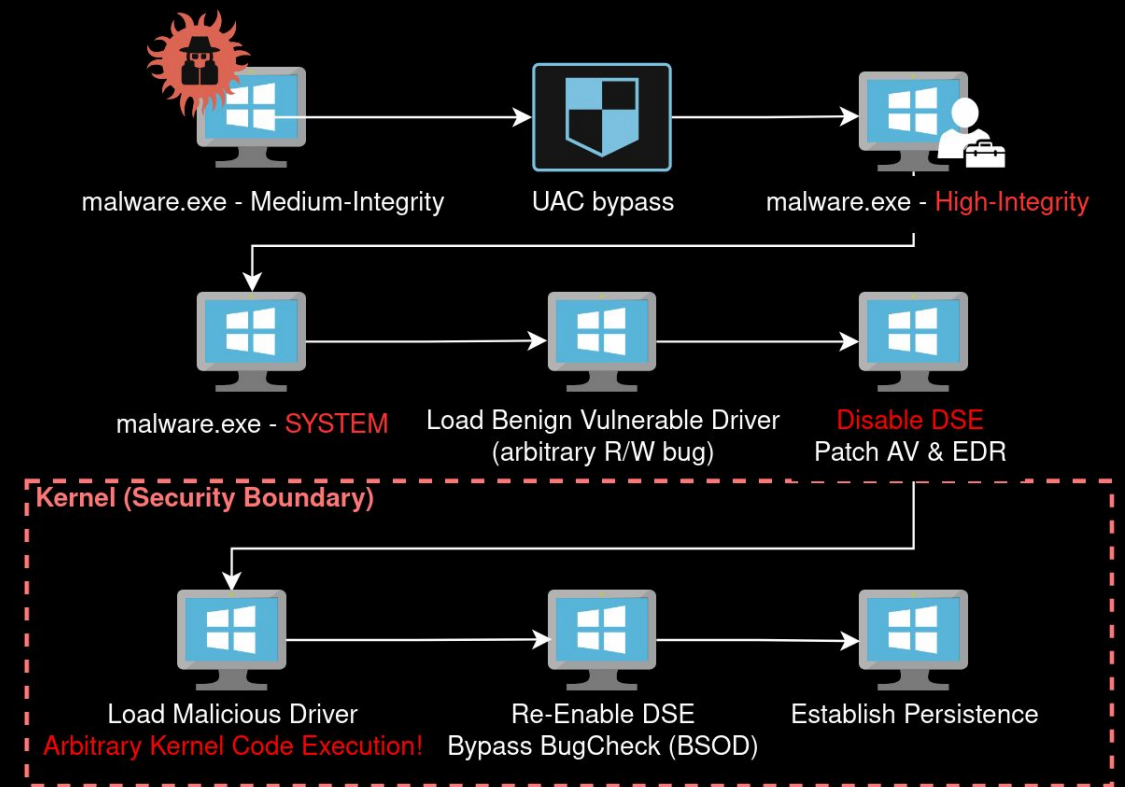 malware.exe - Medium-Integrity
UAC bypass
malware.exe - High-Integrity
malware.exe - SYSTEM
Load Benign Vulnerable Driver
(arbitrary R/W bug)
Disable DSE
Patch AV & EDR
Kernel (Security Boundary)
Load Malicious Driver
Arbitrary Kernel Code Execution!
Re-Enable DSE
Bypass BugCheck (BSOD)
Establish Persistence